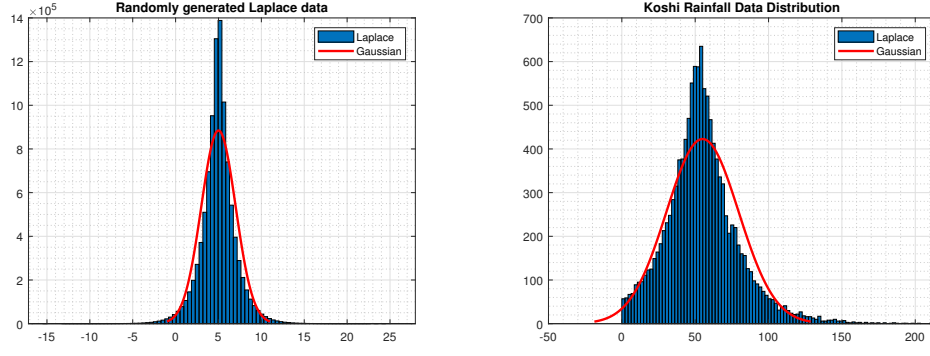 Randomly generated Laplace data
×10⁵
14
12
10
8
6
4
2
0
-15 -10 -5 0 5 10 15 20 25
Laplace
Gaussian
Koshi Rainfall Data Distribution
700
600
500
400
300
200
100
0
-50 0 50 100 150 200
Laplace
Gaussian